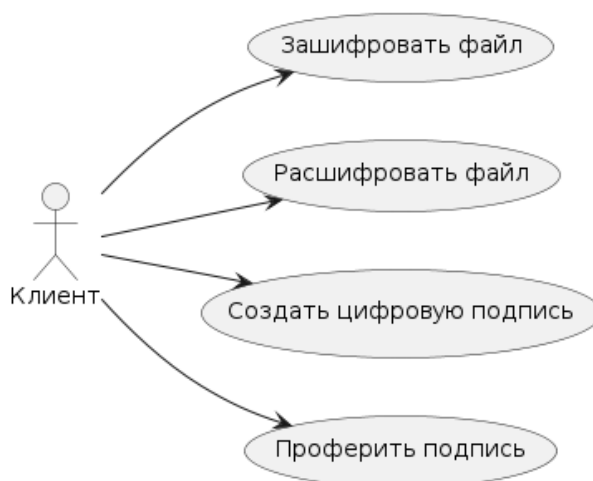 Зашифровать файл
Расшифровать файл
Клиент
Создать цифровую подпись
Проферить подпись